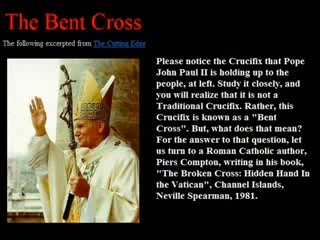 The Bent Cross
The following excerpted from The Cutting Edge
Please notice the Crucifix that Pope
John Paul II is holding up to the
people, at left. Study it closely, and
you will realize that it is not a
Traditional Crucifix. Rather, this
Crucifix is known as a "Bent
Cross". But, what does that mean?
For the answer to that question, let
us turn to a Roman Catholic author,
Piers Compton, writing in his book,
"The Broken Cross: Hidden Hand In
the Vatican", Channel Islands,
Neville Spearman, 1981.